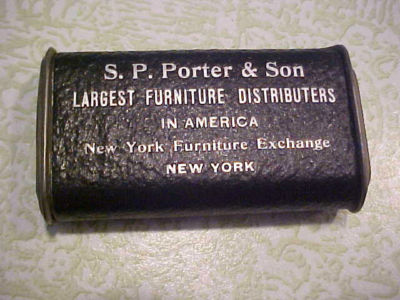 S. P. Porter & Son
LARGEST FURNITURE DISTRIBUTERS
IN AMERICA
New York Furniture Exchange
NEW YORK